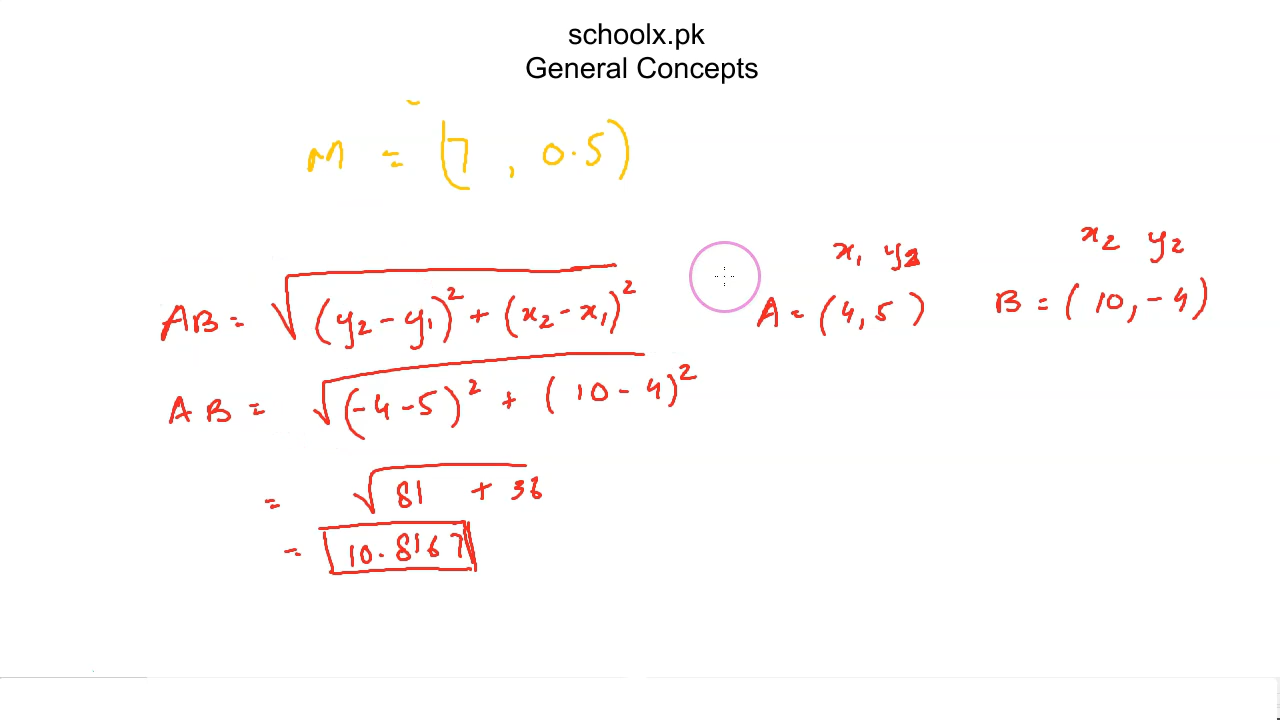 schoolx.pk
General Concepts
M = (7, 0.5)
x₁ y₂ x₂ y₂
AB = √(y₂ - y₁)² + (x₂ - x₁)² A = (4, 5) B = (10, -4)
AB = √(-4 - 5)² + (10 - 4)²
= √81 + 36
= 10.8167